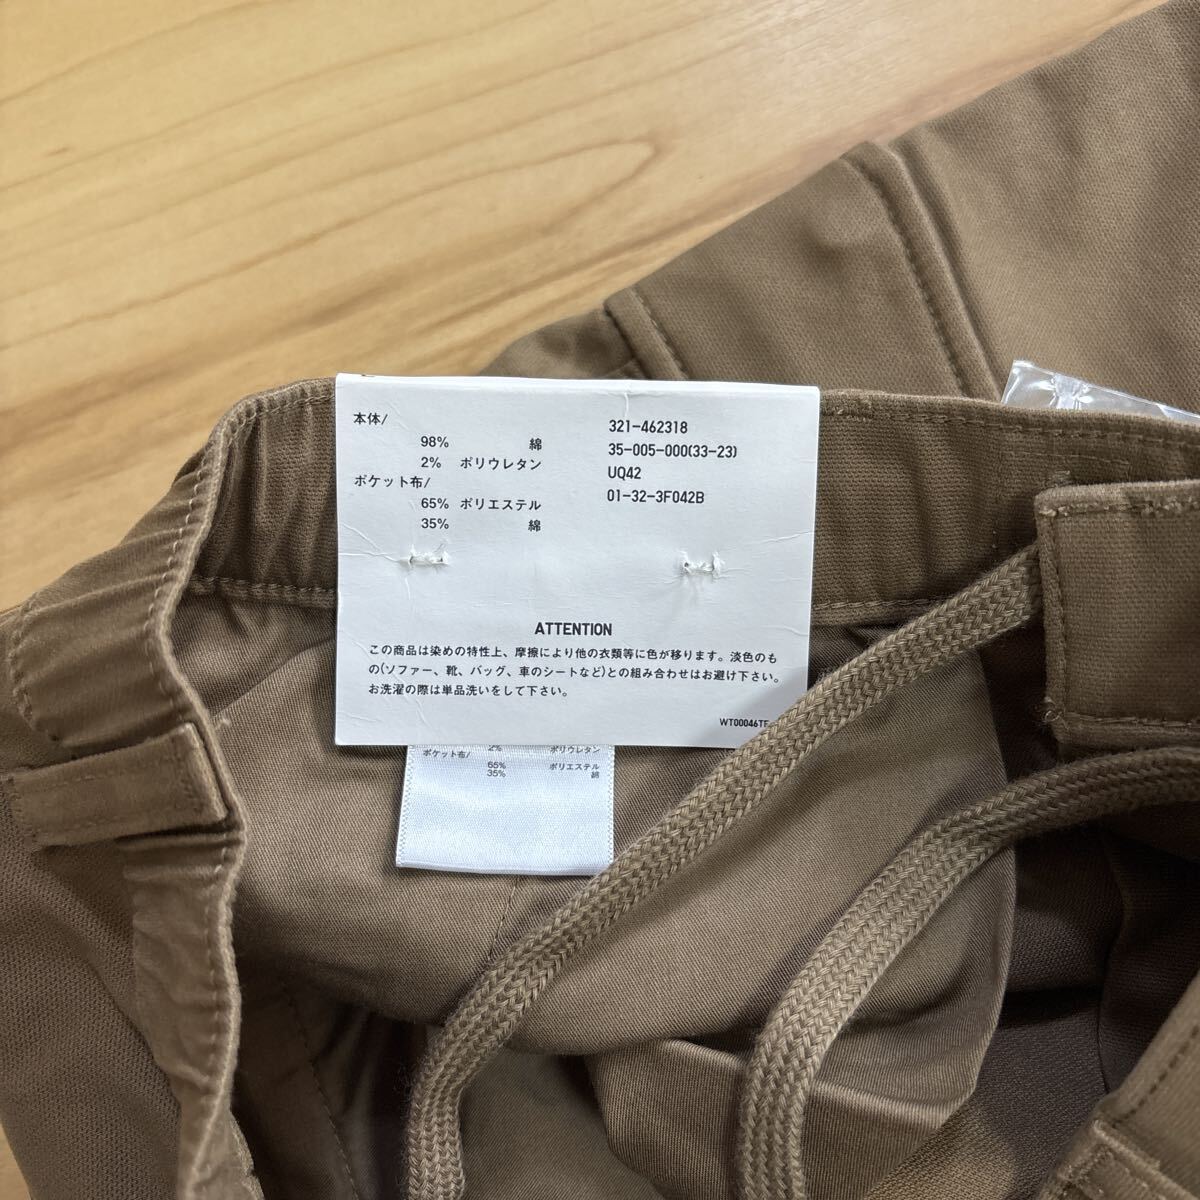 本体/
98% 綿
2% ポリウレタン
ポケット布/
65% ポリエステル
35% 綿
321-462318
35-005-000(33-23)
UQ42
01-32-3F042B
ATTENTION
この商品は染めの特性上、摩擦により他の衣類等に色が移ります。淡色のも
の(ソファー、靴、バッグ、車のシートなど)との組み合わせはお避け下さい。
お洗濯の際は単品洗いをして下さい。
WT00046TF
2% ポリウレタン
ポケット布/
65% ポリエステル
35% 綿